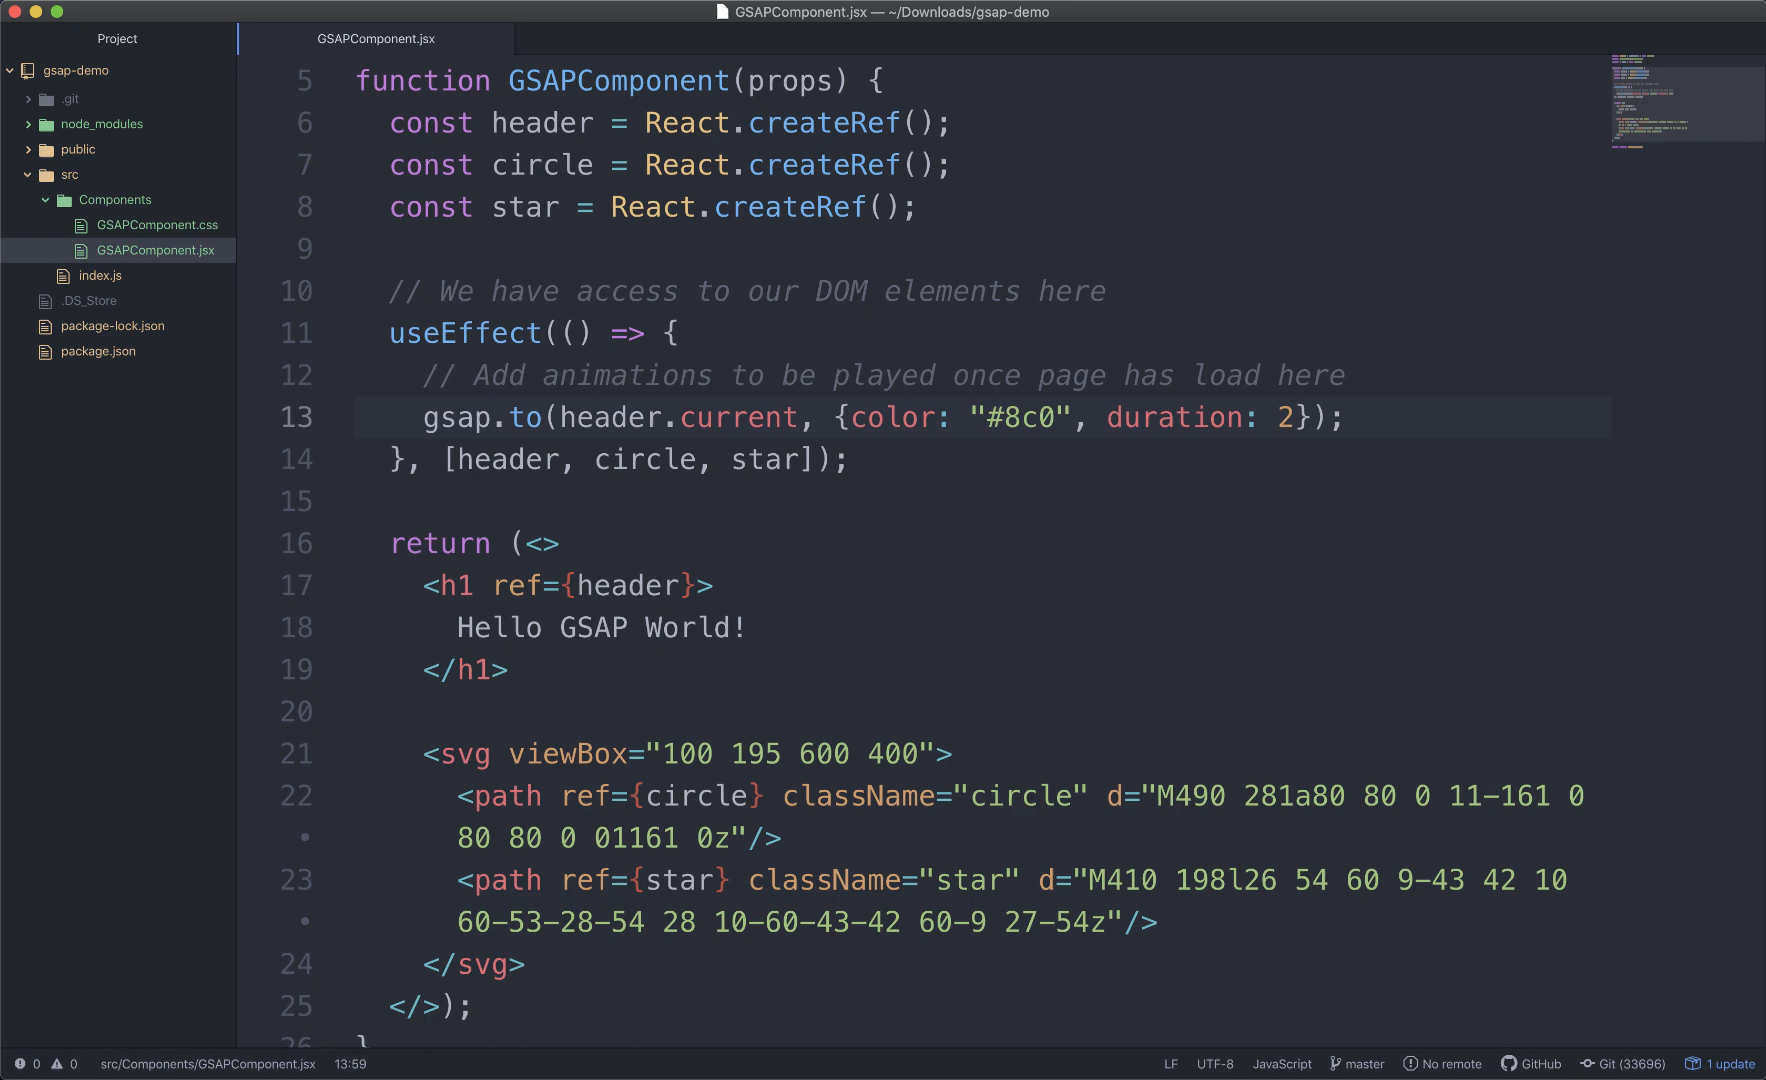 GSAPComponent.jsx — ~/Downloads/gsap-demo
Project
gsap-demo
.git
node_modules
public
src
Components
GSAPComponent.css
GSAPComponent.jsx
index.js
.DS_Store
package-lock.json
package.json
GSAPComponent.jsx
5 function GSAPComponent(props) {
6 const header = React.createRef();
7 const circle = React.createRef();
8 const star = React.createRef();
9
10 // We have access to our DOM elements here
11 useEffect(() => {
12 // Add animations to be played once page has load here
13 gsap.to(header.current, {color: "#8c0", duration: 2});
14 }, [header, circle, star]);
15
16 return (<>
17 <h1 ref={header}>
18 Hello GSAP World!
19 </h1>
20
21 <svg viewBox="100 195 600 400">
22 <path ref={circle} className="circle" d="M490 281a80 80 0 11-161 0
• 80 80 0 01161 0z"/>
23 <path ref={star} className="star" d="M410 198l26 54 60 9-43 42 10
• 60-53-28-54 28 10-60-43-42 60-9 27-54z"/>
24 </svg>
25 </>);
26 }
0 0 src/Components/GSAPComponent.jsx 13:59 LF UTF-8 JavaScript master No remote GitHub Git (33696) 1 update